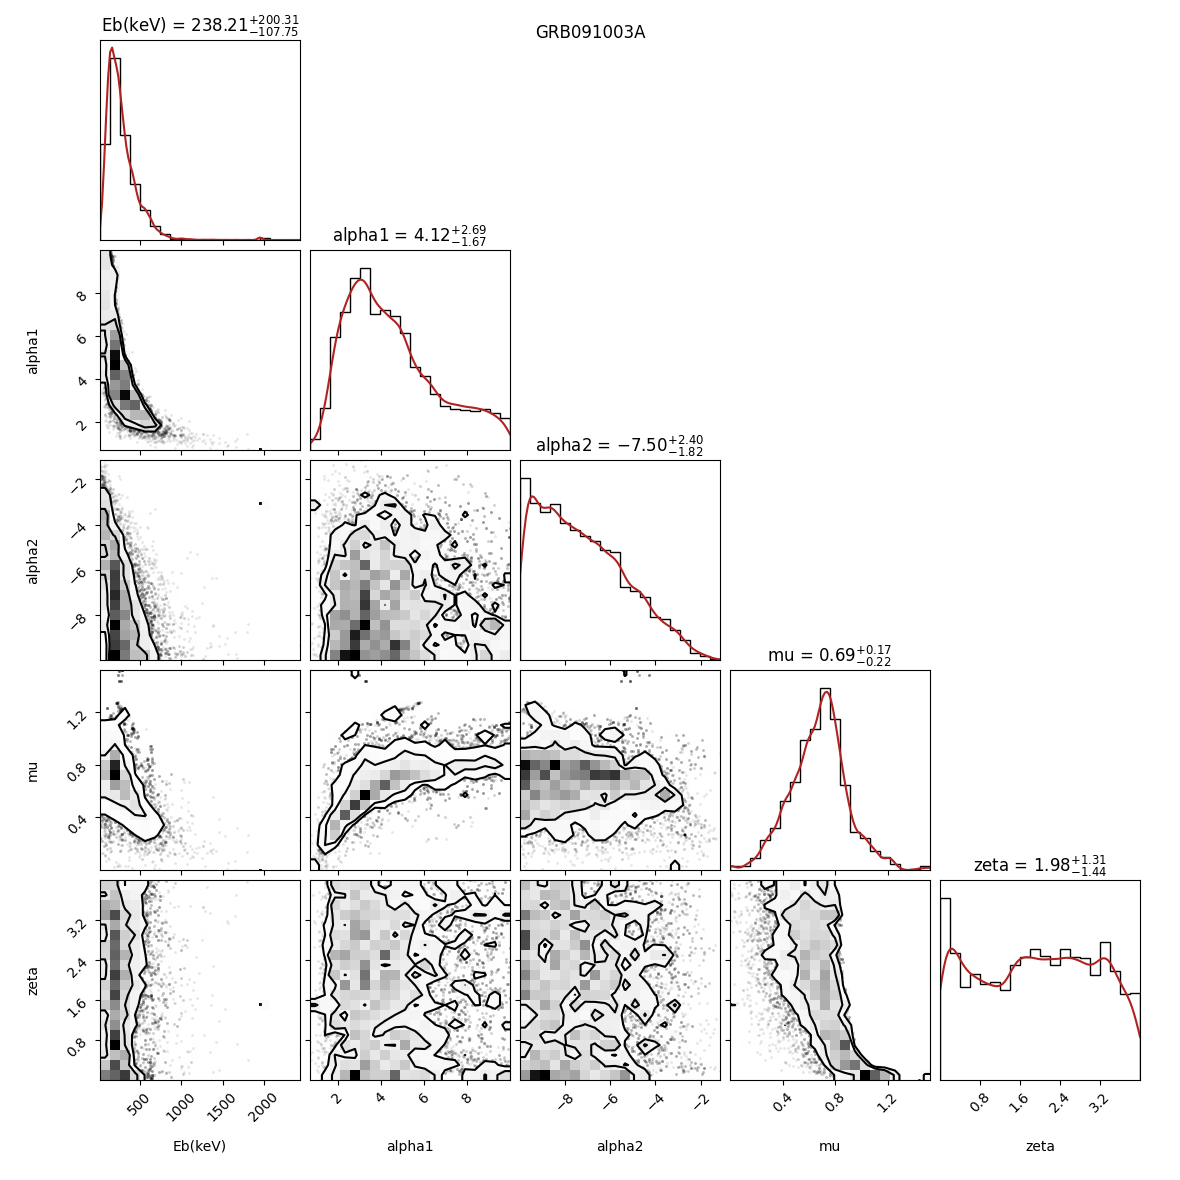 GRB091003A
Eb(keV) = 238.21+200.31−107.75
alpha1 = 4.12+2.69−1.67
alpha1
8
6
4
2
alpha2 = −7.50+2.40−1.82
alpha2
−2
−4
−6
−8
mu = 0.69+0.17−0.22
mu
1.2
0.8
0.4
zeta = 1.98+1.31−1.44
zeta
3.2
2.4
1.6
0.8
500 1000 1500 2000 2 4 6 8 −8 −6 −4 −2 0.4 0.8 1.2 0.8 1.6 2.4 3.2
Eb(keV) alpha1 alpha2 mu zeta